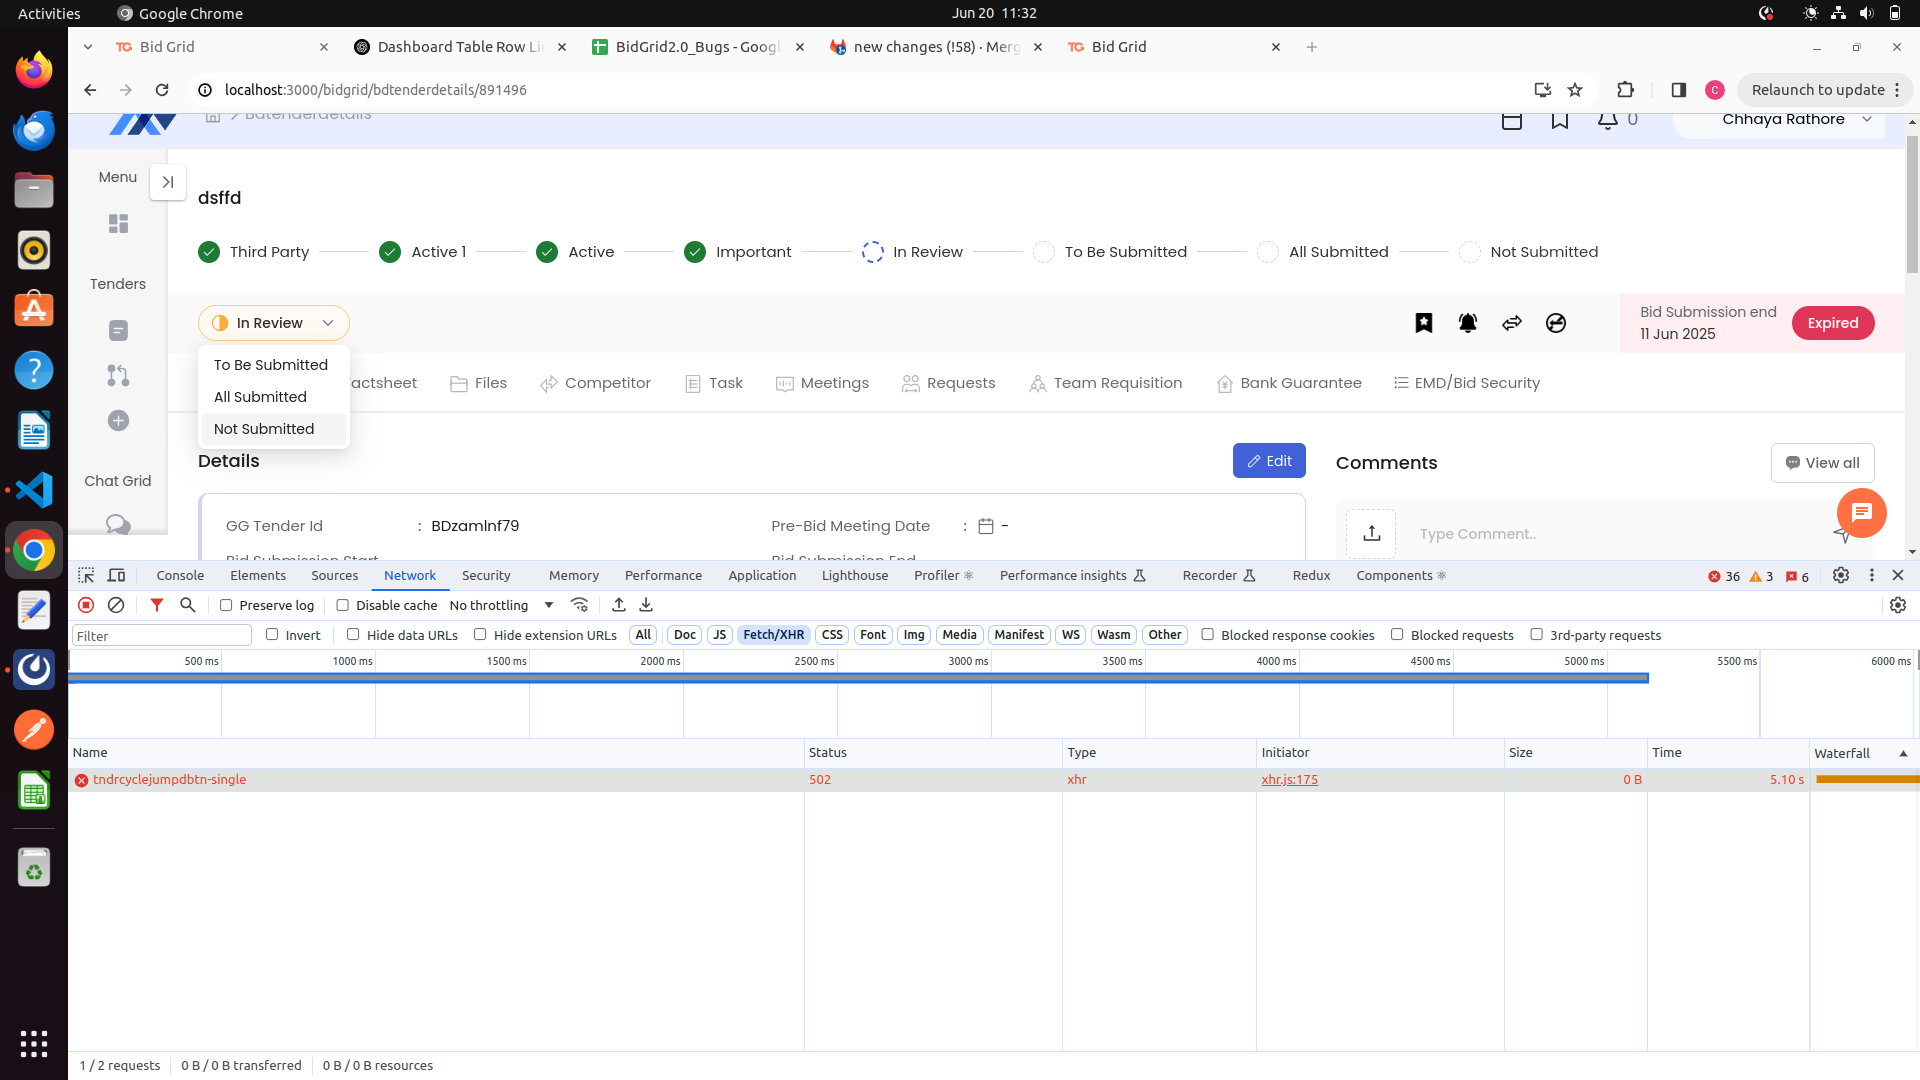 Activities
Google Chrome
Jun 20 11:32
Bid Grid
Dashboard Table Row Li
BidGrid2.0_Bugs - Googl
new changes (!58) · Merg
Bid Grid
localhost:3000/bidgrid/bdtenderdetails/891496
Relaunch to update
C
Bdtenderdetails
0
Chhaya Rathore
Menu
dsffd
Third Party
Active 1
Active
Important
In Review
To Be Submitted
All Submitted
Not Submitted
Tenders
In Review
Bid Submission end
11 Jun 2025
Expired
To Be Submitted
All Submitted
Not Submitted
actsheet
Files
Competitor
Task
Meetings
Requests
Team Requisition
Bank Guarantee
EMD/Bid Security
Details
Edit
Comments
View all
Chat Grid
GG Tender Id : BDzamlnf79
Pre-Bid Meeting Date : -
Type Comment..
Bid Submission Start
Bid Submission End
Console
Elements
Sources
Network
Security
Memory
Performance
Application
Lighthouse
Profiler
Performance insights
Recorder
Redux
Components
36
3
6
Preserve log
Disable cache
No throttling
Filter
Invert
Hide data URLs
Hide extension URLs
All
Doc
JS
Fetch/XHR
CSS
Font
Img
Media
Manifest
WS
Wasm
Other
Blocked response cookies
Blocked requests
3rd-party requests
500 ms
1000 ms
1500 ms
2000 ms
2500 ms
3000 ms
3500 ms
4000 ms
4500 ms
5000 ms
5500 ms
6000 ms
Name
Status
Type
Initiator
Size
Time
Waterfall
tndrcyclejumpdbtn-single
502
xhr
xhr.js:175
0 B
5.10 s
1 / 2 requests
0 B / 0 B transferred
0 B / 0 B resources